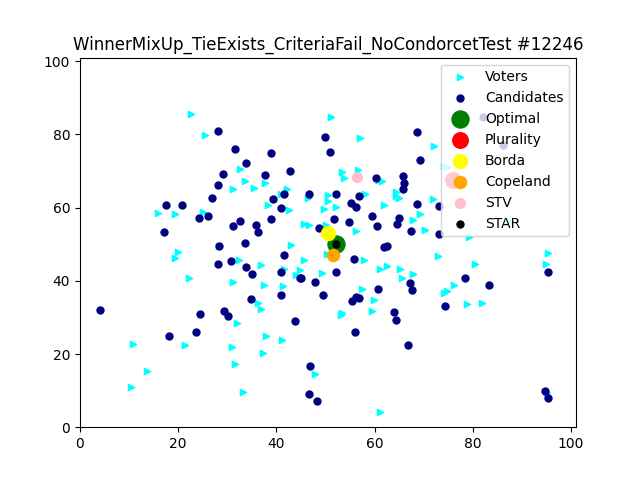 WinnerMixUp_TieExists_CriteriaFail_NoCondorcetTest #12246
100
80
60
40
20
0
0
20
40
60
80
100
Voters
Candidates
Optimal
Plurality
Borda
Copeland
STV
STAR